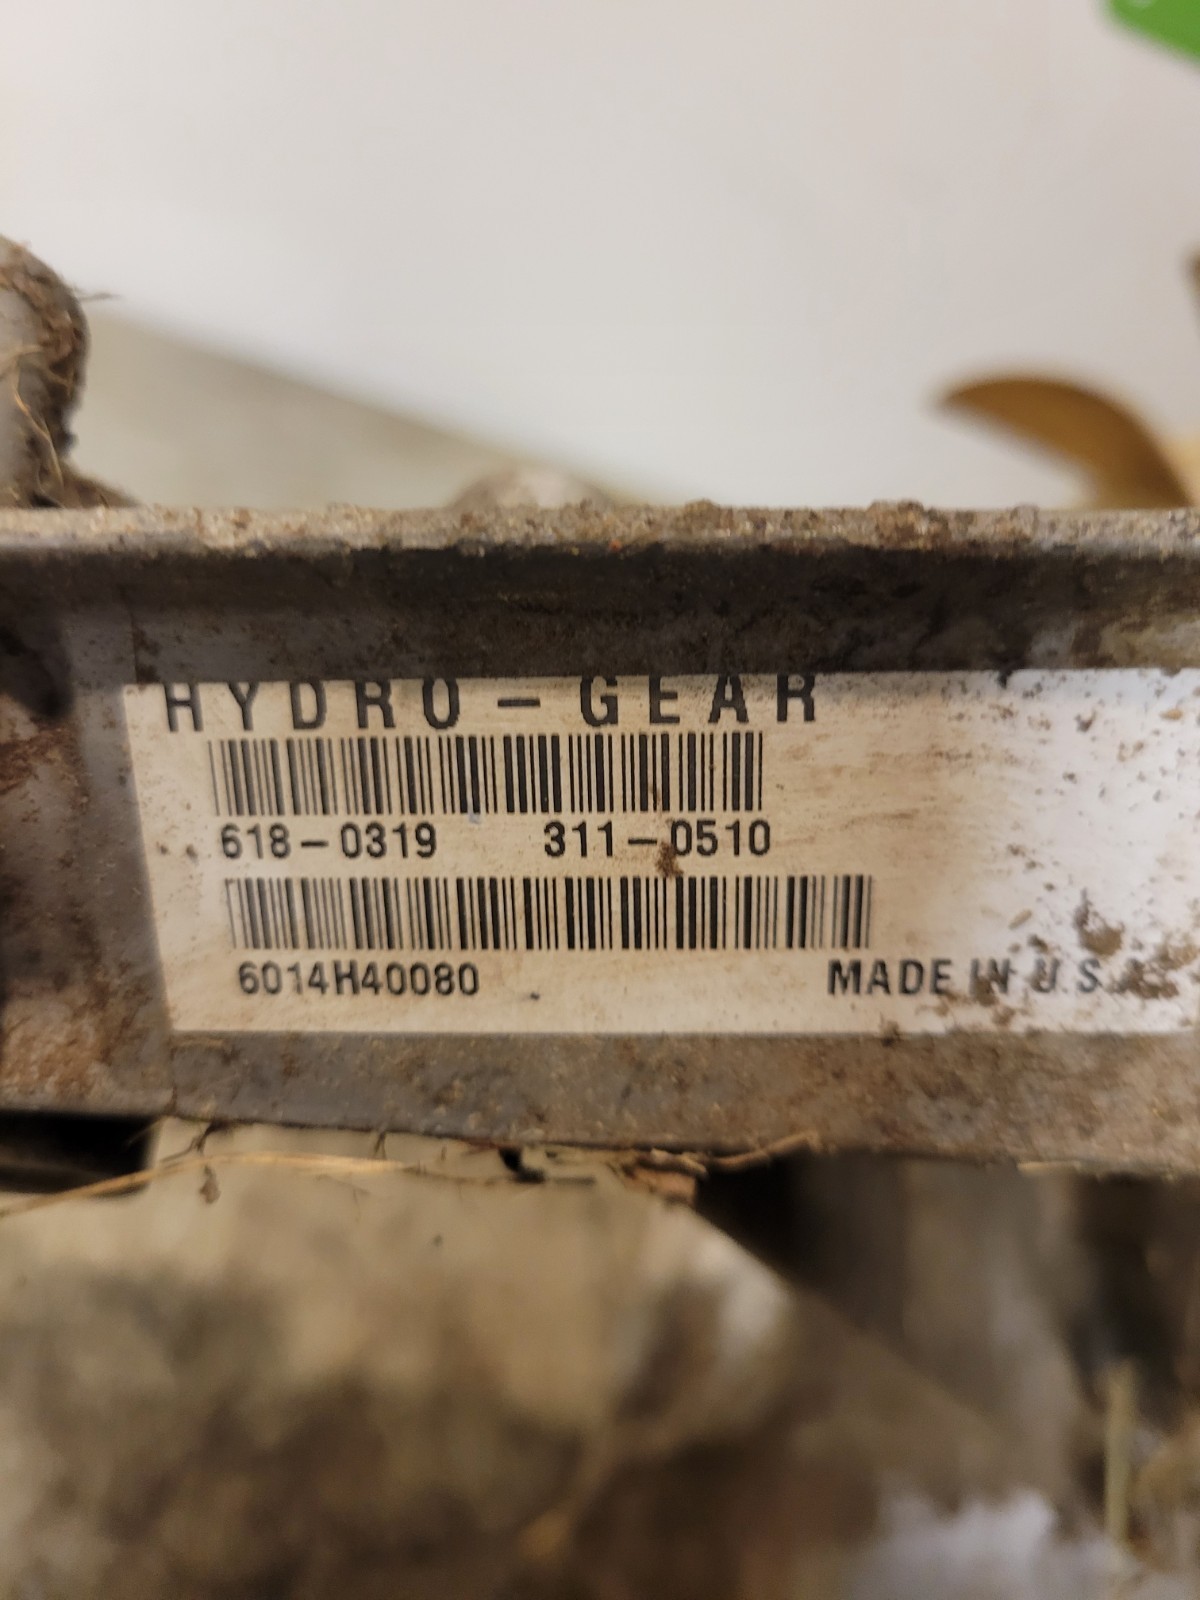 HYDRO-GEAR
618-0319 311-0510
6014H40080
MADE IN U.S.A.